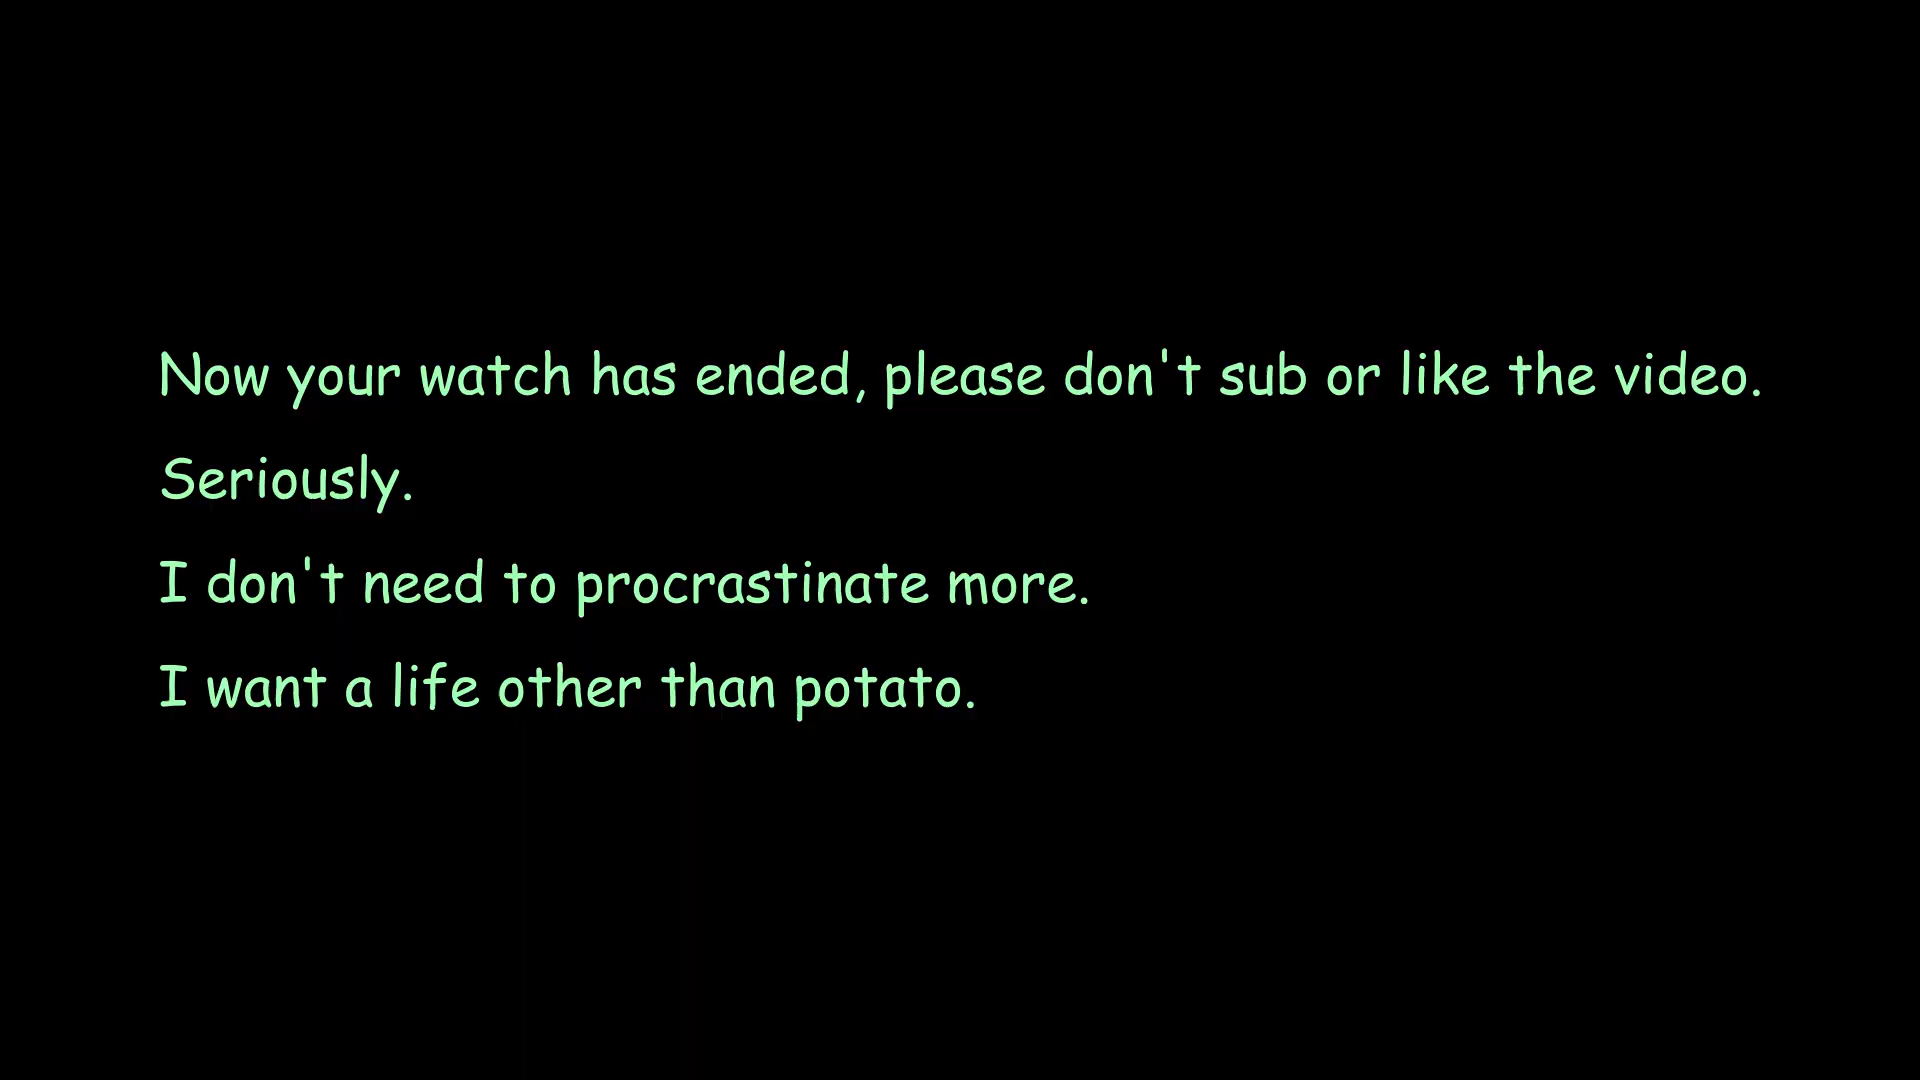 Now your watch has ended, please don't sub or like the video.
Seriously.
I don't need to procrastinate more.
I want a life other than potato.